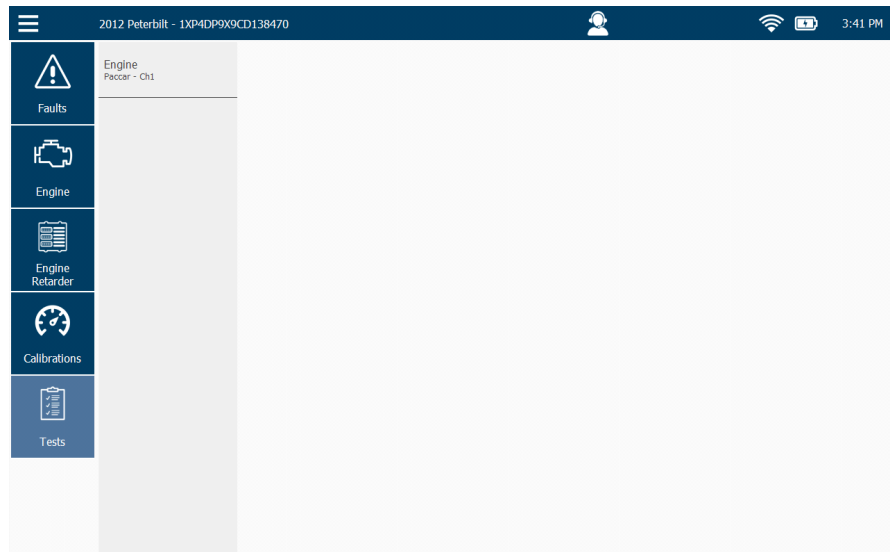 2012 Peterbilt - 1XP4DP9X9CD138470
3:41 PM
Faults
Engine
Engine
Retarder
Calibrations
Tests
Engine
Paccar - Ch1